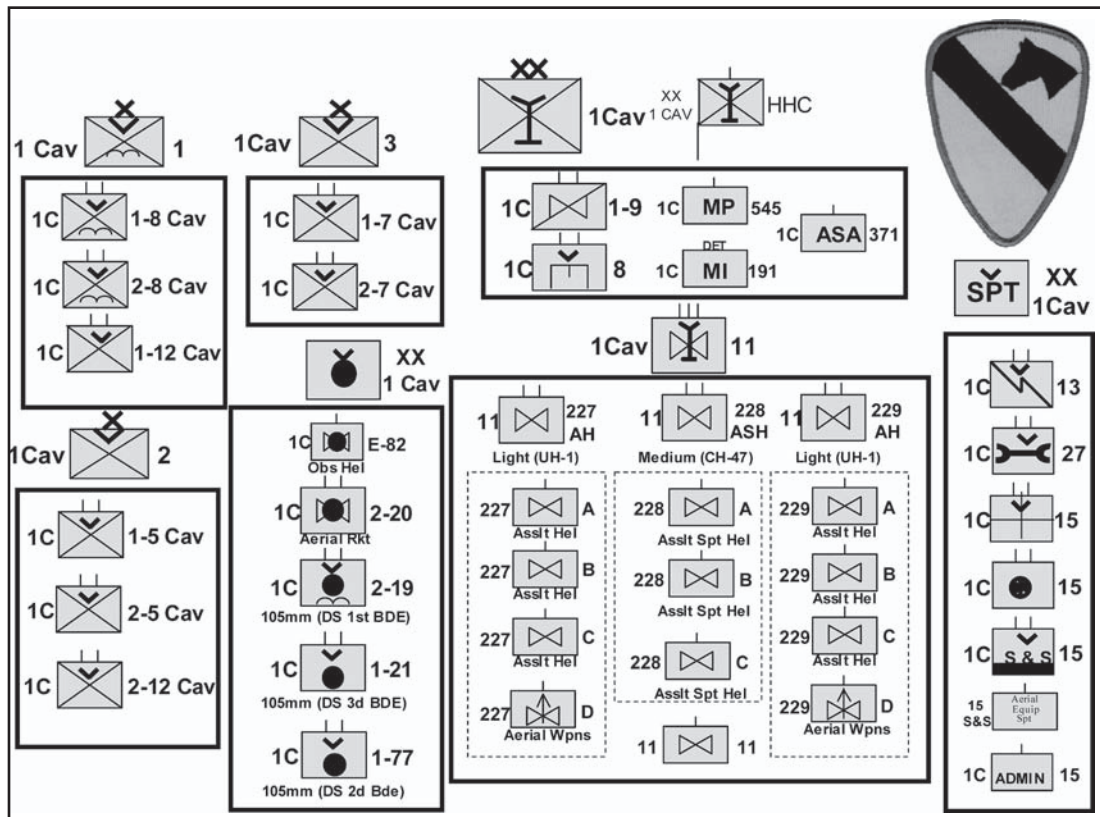 XX
1Cav
XX
1 CAV
HHC
X
1 Cav
1
1C
1-8 Cav
1C
2-8 Cav
1C
1-12 Cav
X
1Cav
2
1C
1-5 Cav
1C
2-5 Cav
1C
2-12 Cav
X
1Cav
3
1C
1-7 Cav
1C
2-7 Cav
XX
1 Cav
1C
E-82
Obs Hel
1C
2-20
Aerial Rkt
1C
2-19
105mm (DS 1st BDE)
1C
1-21
105mm (DS 3d BDE)
1C
1-77
105mm (DS 2d Bde)
1C
1-9
1C
8
1C
MP
545
DET
1C
MI
191
1C
ASA
371
1Cav
11
11
227
AH
Light (UH-1)
227
A
Asslt Hel
227
B
Asslt Hel
227
C
Asslt Hel
227
D
Aerial Wpns
11
228
ASH
Medium (CH-47)
228
A
Asslt Spt Hel
228
B
Asslt Spt Hel
228
C
Asslt Spt Hel
11
11
11
229
AH
Light (UH-1)
229
A
Asslt Hel
229
B
Asslt Hel
229
C
Asslt Hel
229
D
Aerial Wpns
SPT
XX
1Cav
1C
13
1C
27
1C
15
1C
15
1C
S & S
15
15
S&S
Aerial
Equip
Spt
1C
ADMIN
15